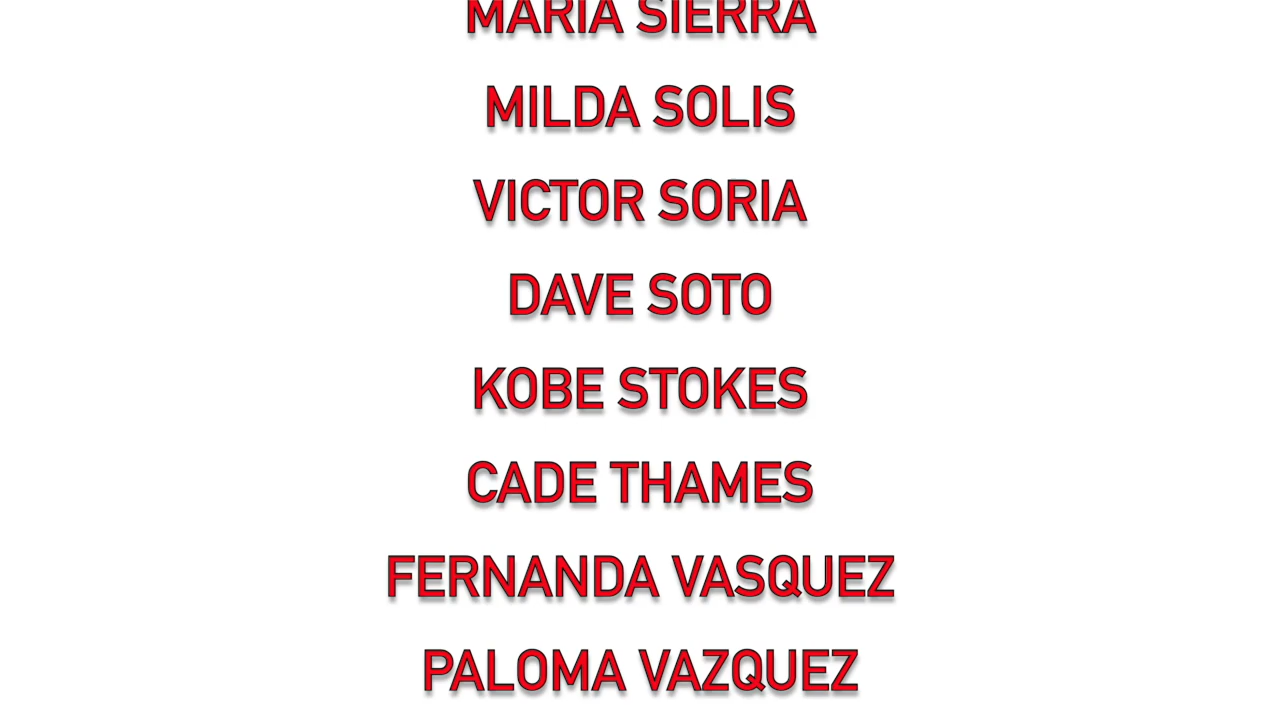 MARIA SIERRA
MILDA SOLIS
VICTOR SORIA
DAVE SOTO
KOBE STOKES
CADE THAMES
FERNANDA VASQUEZ
PALOMA VAZQUEZ